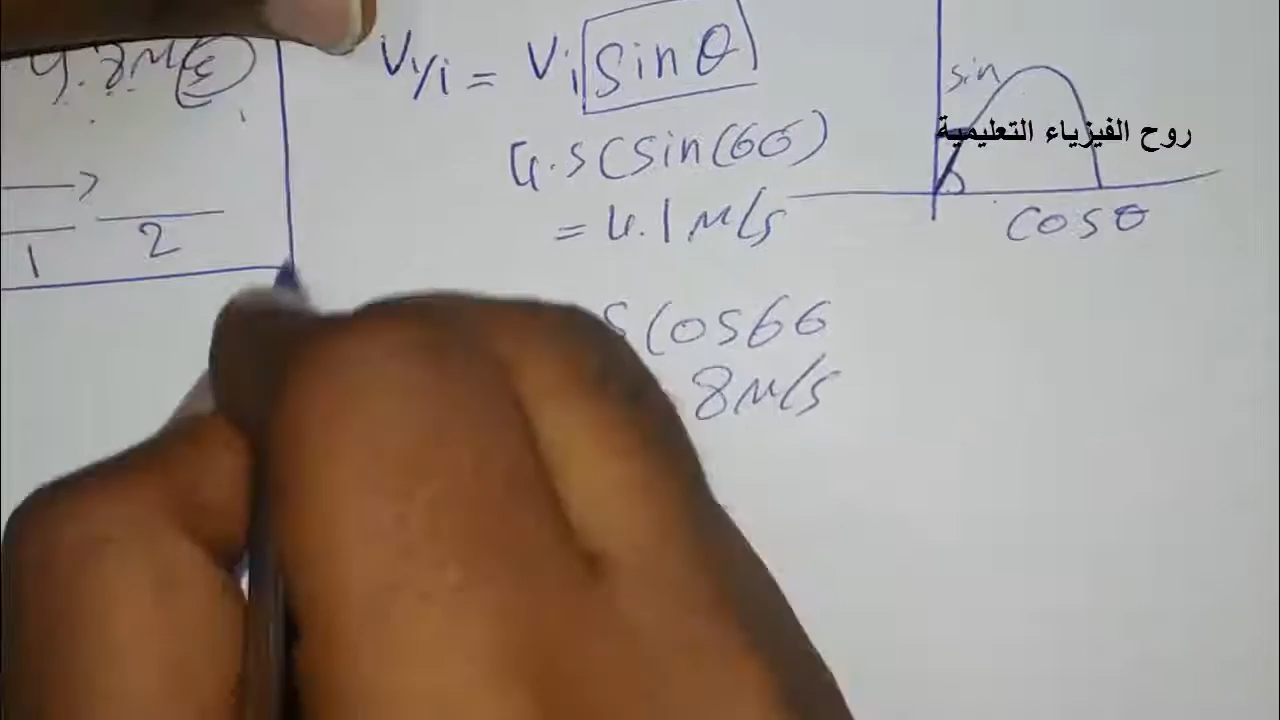 Vyi = Vi sin θ
4.5 (sin(66)
= 4.1 m/s
5 cos 66
8 m/s
sin
روح الفيزياء التعليمية
cos θ
1
2